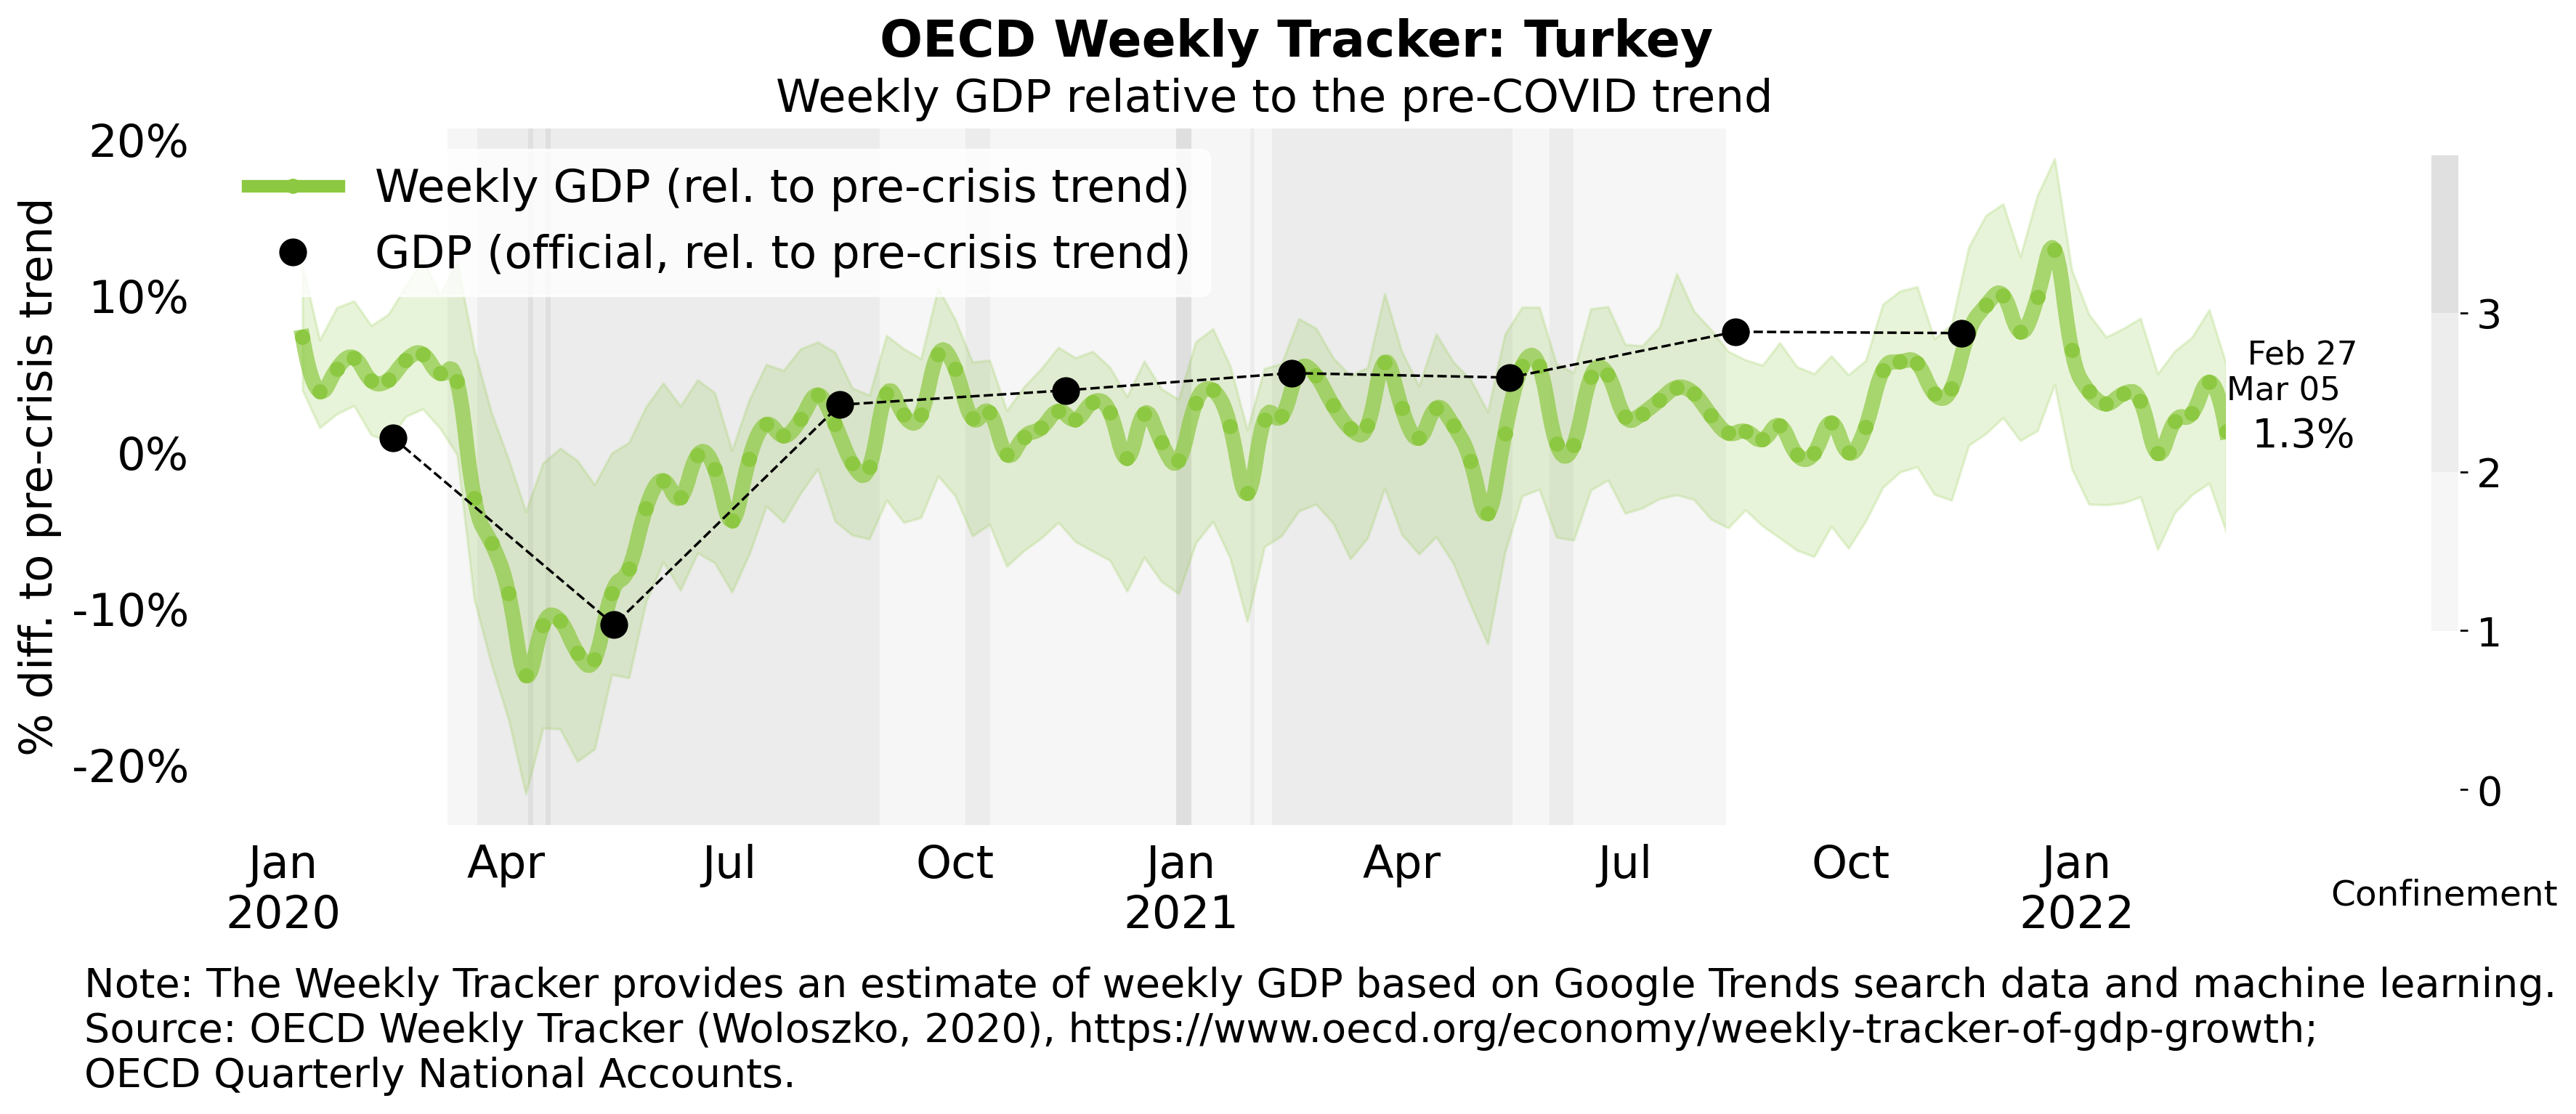 OECD Weekly Tracker: Turkey
Weekly GDP relative to the pre-COVID trend
% diff. to pre-crisis trend
20%
10%
0%
-10%
-20%
Weekly GDP (rel. to pre-crisis trend)
GDP (official, rel. to pre-crisis trend)
Feb 27
Mar 05
1.3%
3
2
1
0
Confinement
Jan Apr Jul Oct Jan Apr Jul Oct Jan
2020 2021 2022
Note: The Weekly Tracker provides an estimate of weekly GDP based on Google Trends search data and machine learning.
Source: OECD Weekly Tracker (Woloszko, 2020), https://www.oecd.org/economy/weekly-tracker-of-gdp-growth;
OECD Quarterly National Accounts.